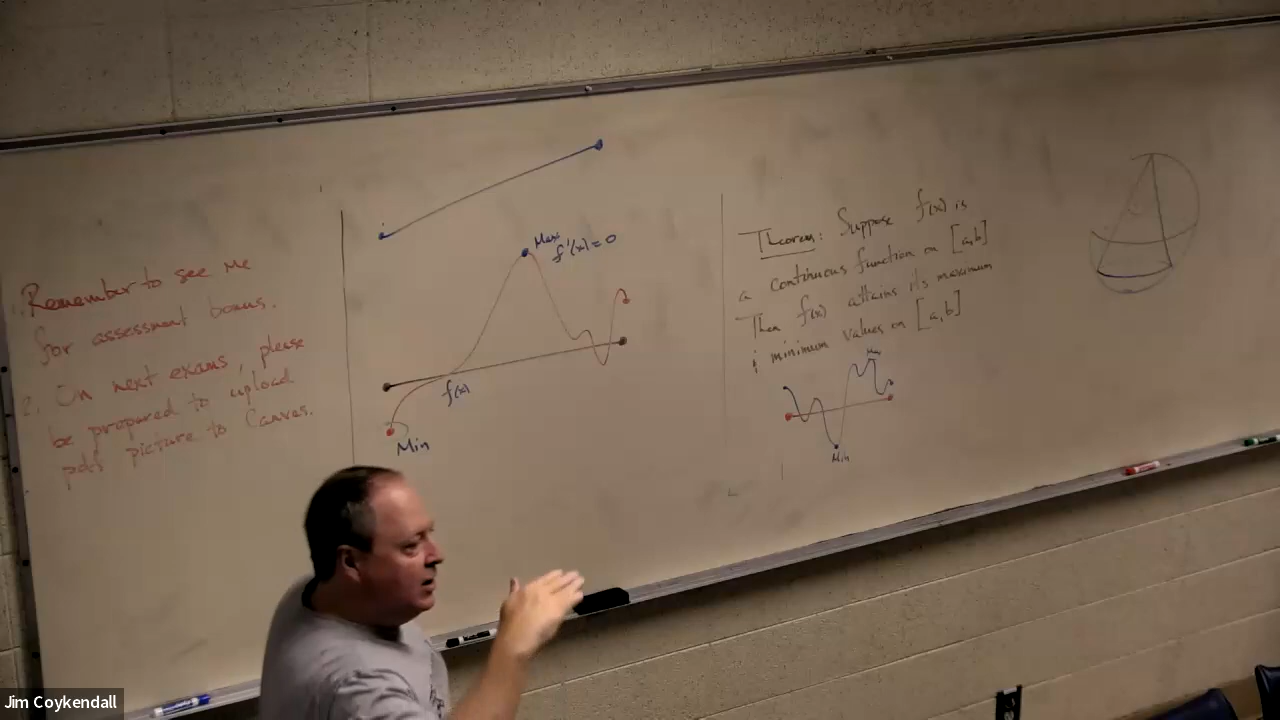 1. Remember to see me
for assessment bonus.
2. On next exams, please
be prepared to upload
pdf picture to Canvas.
Max
f'(x)=0
f(x)
Min
Theorem: Suppose f(x) is
a continuous function on [a,b]
Then f(x) attains its maximum
& minimum values on [a,b]
Max
Min
Jim Coykendall